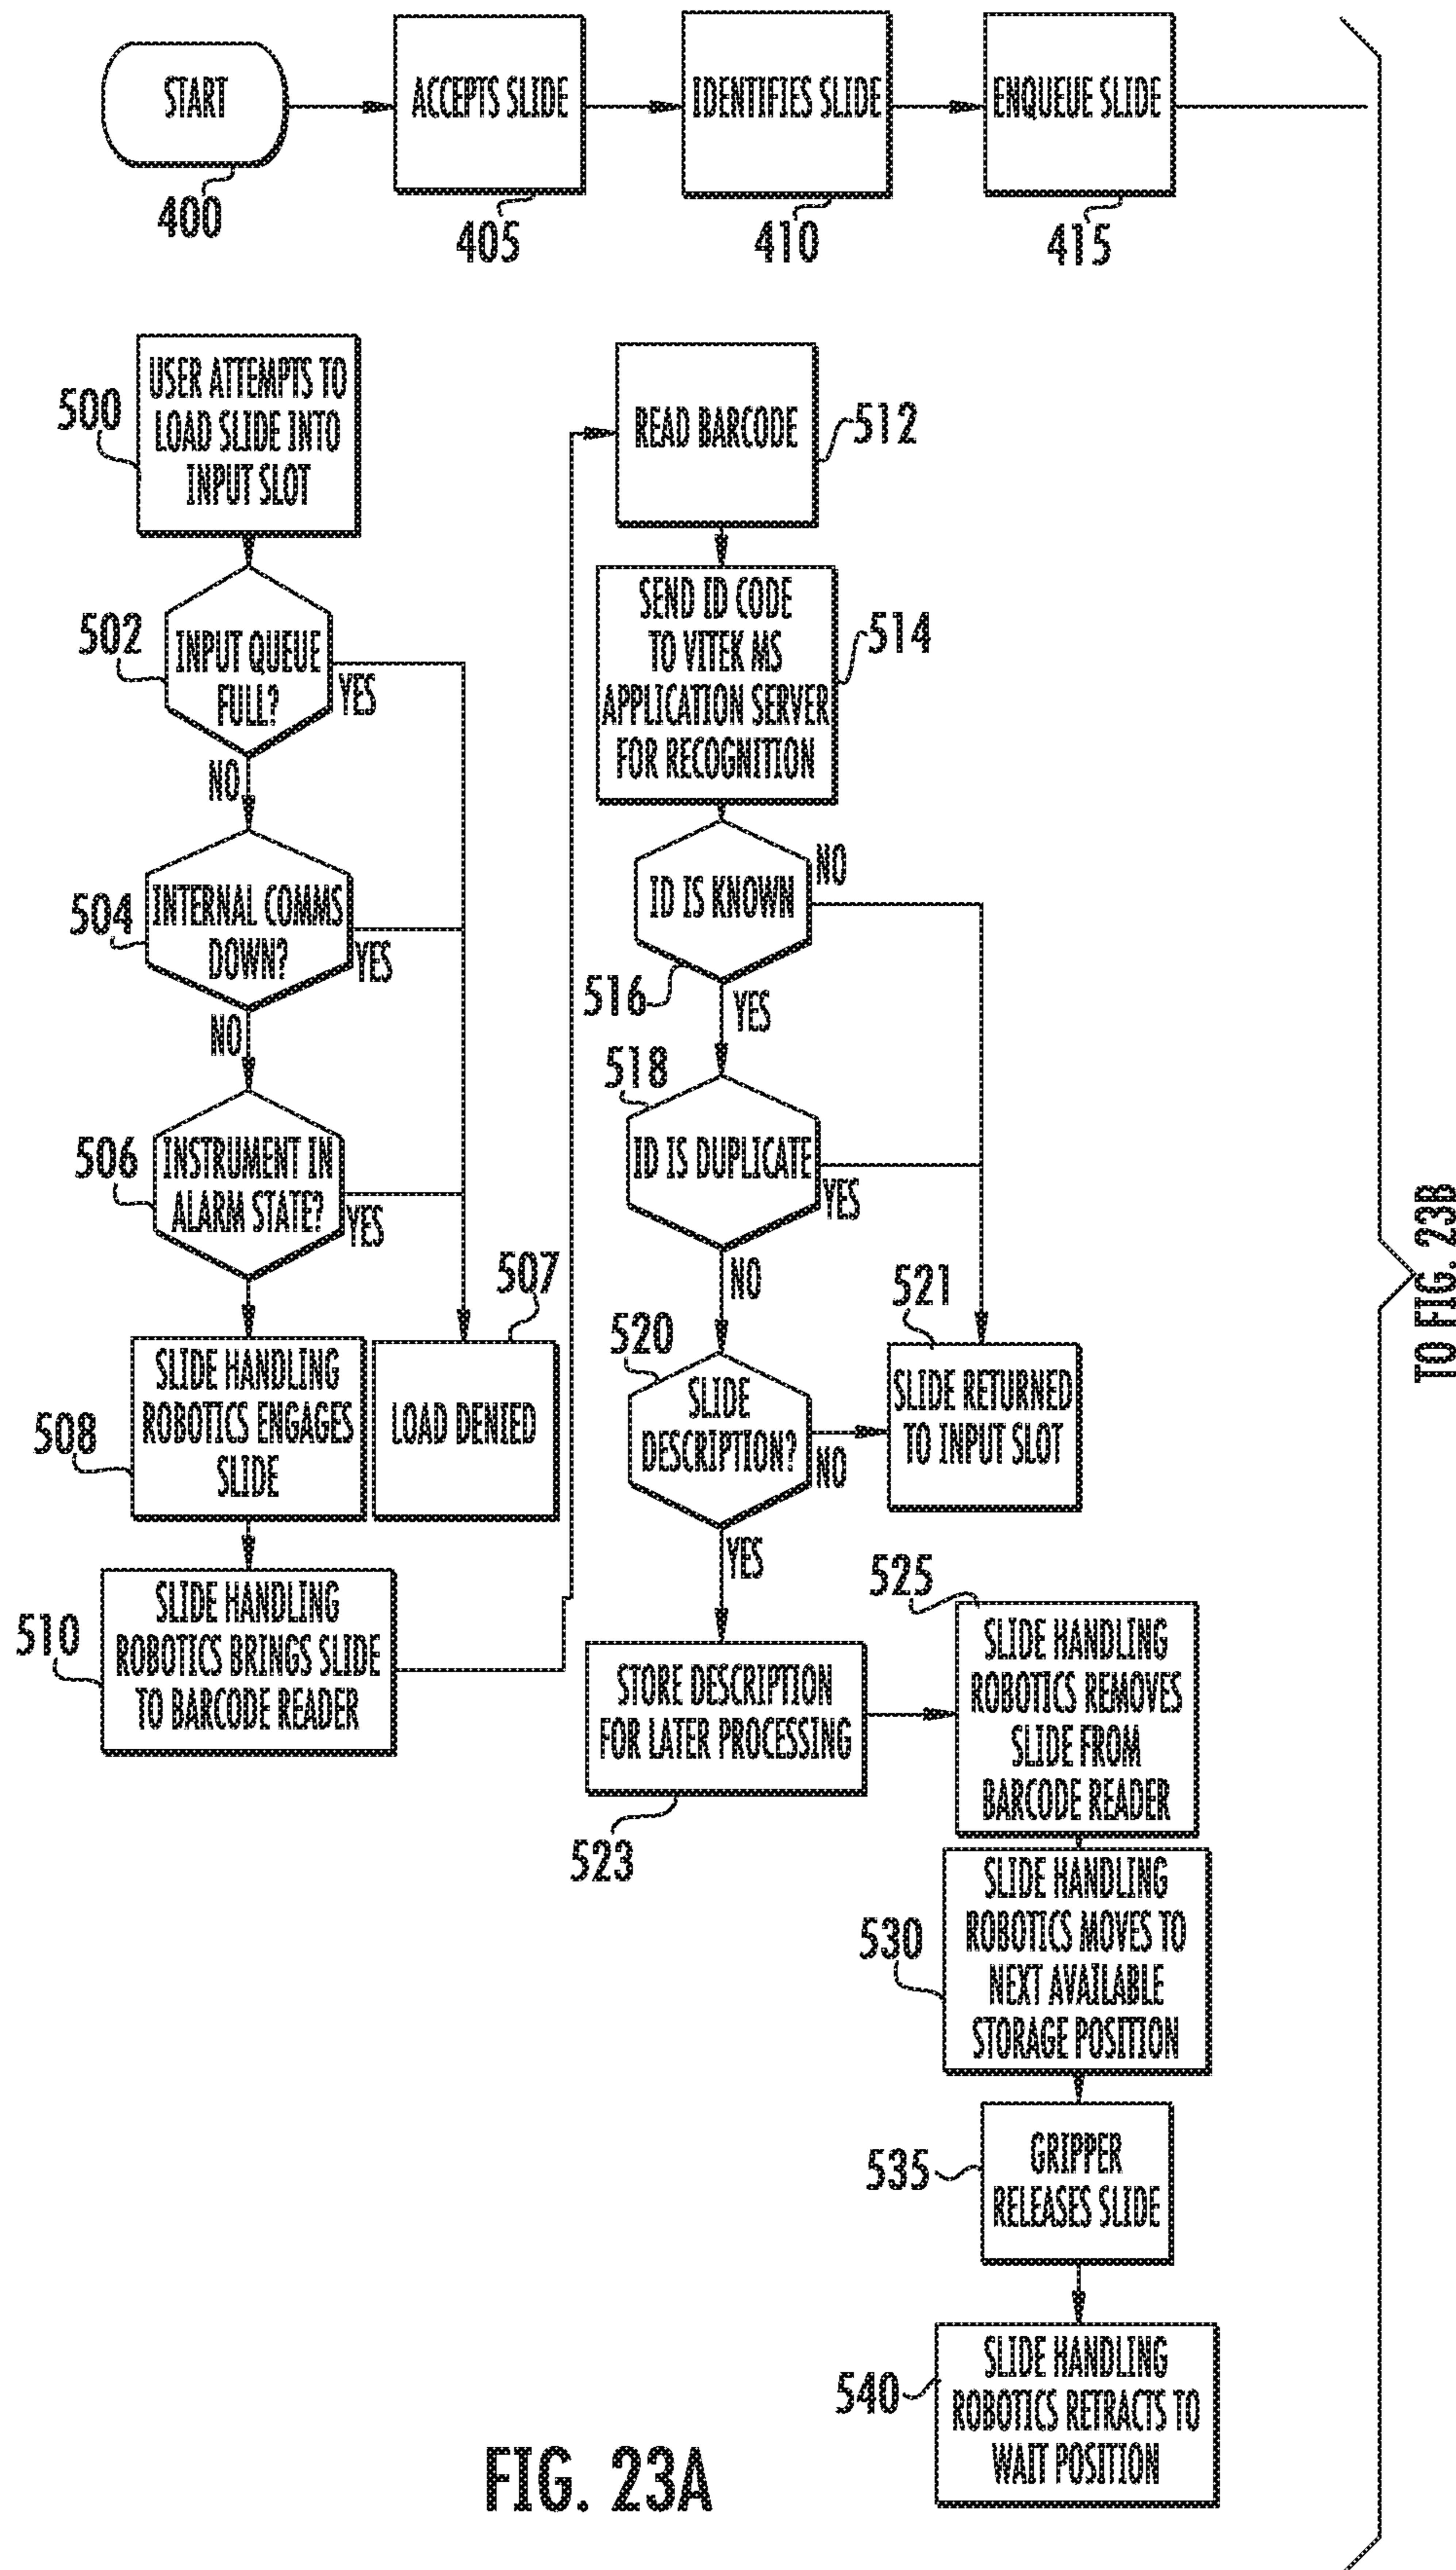 START
400
ACCEPTS SLIDE
405
IDENTIFIES SLIDE
410
ENQUEUE SLIDE
415
500
USER ATTEMPTS TO
LOAD SLIDE INTO
INPUT SLOT
502
INPUT QUEUE
FULL?
YES
NO
504
INTERNAL COMMS
DOWN?
YES
NO
506
INSTRUMENT IN
ALARM STATE?
YES
507
LOAD DENIED
508
SLIDE HANDLING
ROBOTICS ENGAGES
SLIDE
510
SLIDE HANDLING
ROBOTICS BRINGS SLIDE
TO BARCODE READER
READ BARCODE
512
SEND ID CODE
TO VITEK MS
APPLICATION SERVER
FOR RECOGNITION
514
ID IS KNOWN
NO
516
YES
518
ID IS DUPLICATE
YES
NO
520
SLIDE
DESCRIPTION?
NO
YES
521
SLIDE RETURNED
TO INPUT SLOT
STORE DESCRIPTION
FOR LATER PROCESSING
523
525
SLIDE HANDLING
ROBOTICS REMOVES
SLIDE FROM
BARCODE READER
530
SLIDE HANDLING
ROBOTICS MOVES TO
NEXT AVAILABLE
STORAGE POSITION
535
GRIPPER
RELEASES SLIDE
540
SLIDE HANDLING
ROBOTICS RETRACTS TO
WAIT POSITION
TO FIG. 23B
FIG. 23A